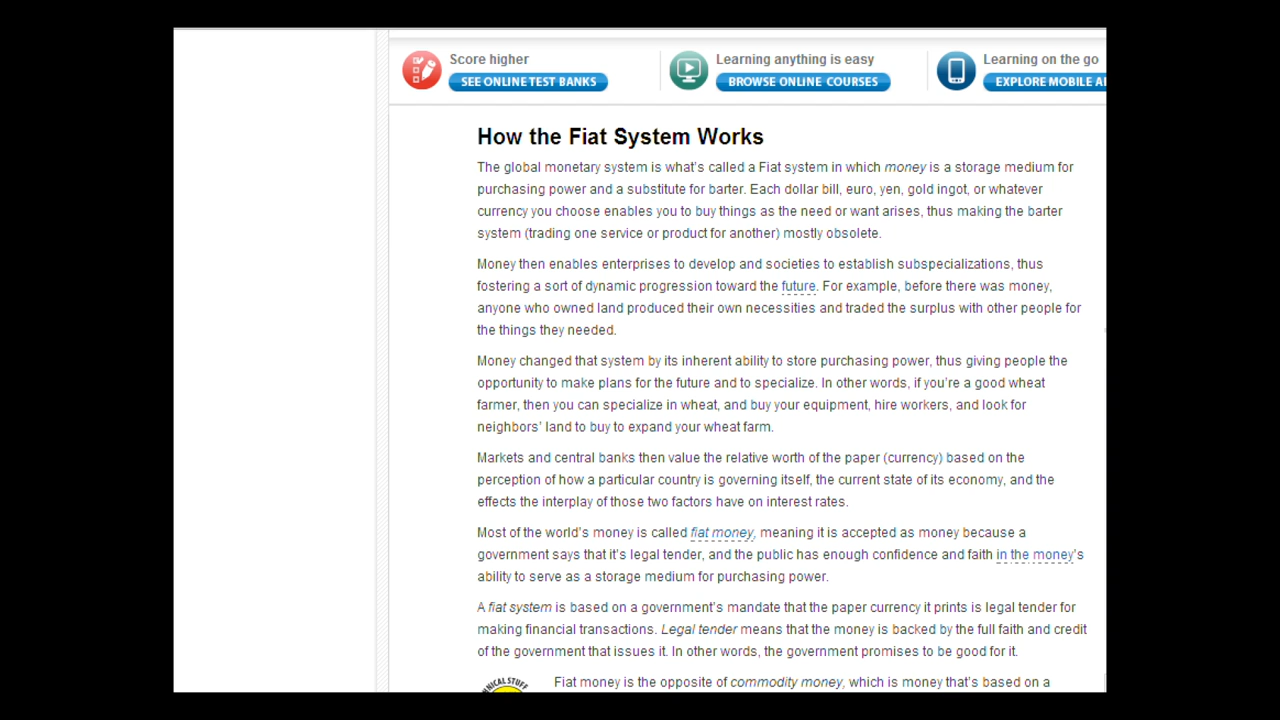 Score higher
SEE ONLINE TEST BANKS
Learning anything is easy
BROWSE ONLINE COURSES
Learning on the go
EXPLORE MOBILE
How the Fiat System Works
The global monetary system is what's called a Fiat system in which money is a storage medium for
purchasing power and a substitute for barter. Each dollar bill, euro, yen, gold ingot, or whatever
currency you choose enables you to buy things as the need or want arises, thus making the barter
system (trading one service or product for another) mostly obsolete.
Money then enables enterprises to develop and societies to establish subspecializations, thus
fostering a sort of dynamic progression toward the future. For example, before there was money,
anyone who owned land produced their own necessities and traded the surplus with other people for
the things they needed.
Money changed that system by its inherent ability to store purchasing power, thus giving people the
opportunity to make plans for the future and to specialize. In other words, if you're a good wheat
farmer, then you can specialize in wheat, and buy your equipment, hire workers, and look for
neighbors' land to buy to expand your wheat farm.
Markets and central banks then value the relative worth of the paper (currency) based on the
perception of how a particular country is governing itself, the current state of its economy, and the
effects the interplay of those two factors have on interest rates.
Most of the world's money is called fiat money, meaning it is accepted as money because a
government says that it's legal tender, and the public has enough confidence and faith in the money's
ability to serve as a storage medium for purchasing power.
A fiat system is based on a government's mandate that the paper currency it prints is legal tender for
making financial transactions. Legal tender means that the money is backed by the full faith and credit
of the government that issues it. In other words, the government promises to be good for it.
STUFF
Fiat money is the opposite of commodity money, which is money that's based on a